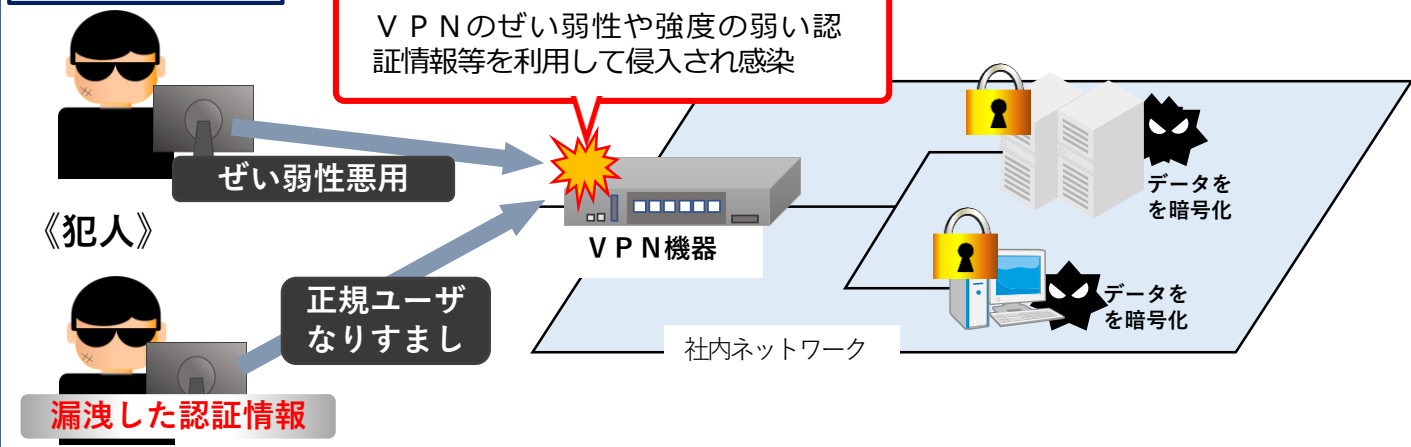 ＶＰＮのぜい弱性や強度の弱い認
証情報等を利用して侵入され感染
ぜい弱性悪用
《犯人》
ＶＰＮ機器
正規ユーザ
なりすまし
漏洩した認証情報
データを
を暗号化
データを
を暗号化
社内ネットワーク